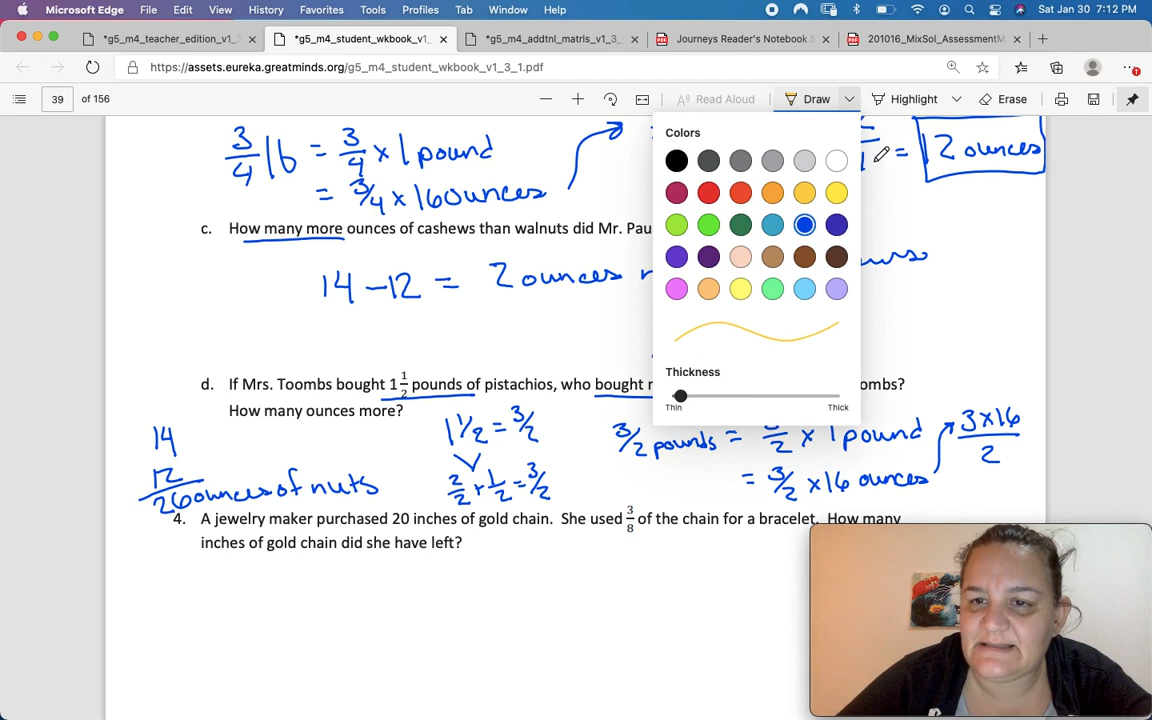 Microsoft Edge File Edit View History Favorites Tools Profiles Tab Window Help Sat Jan 30 7:12 PM
*g5_m4_teacher_edition_v1_ *g5_m4_student_wkbook_v1_ *g5_m4_addtnl_matrls_v1_3_ Journeys Reader's Notebook 201016_MixSol_AssessmentM
https://assets.eureka.greatminds.org/g5_m4_student_wkbook_v1_3_1.pdf
39 of 156 Read Aloud Draw Highlight Erase
3/4 lb = 3/4 × 1 pound
= 3/4 × 16 ounces
= 12 ounces
Colors
c. How many more ounces of cashews than walnuts did Mr. Pau
14 - 12 = 2 ounces
Thickness
Thin Thick
d. If Mrs. Toombs bought 1 1/2 pounds of pistachios, who bought ombs?
How many ounces more?
14
12
26 ounces of nuts
1 1/2 = 3/2
2/2 + 1/2 = 3/2
3/2 pounds = 3/2 × 1 pound
= 3/2 × 16 ounces
3×16
2
4. A jewelry maker purchased 20 inches of gold chain. She used 3/8 of the chain for a bracelet. How many
inches of gold chain did she have left?